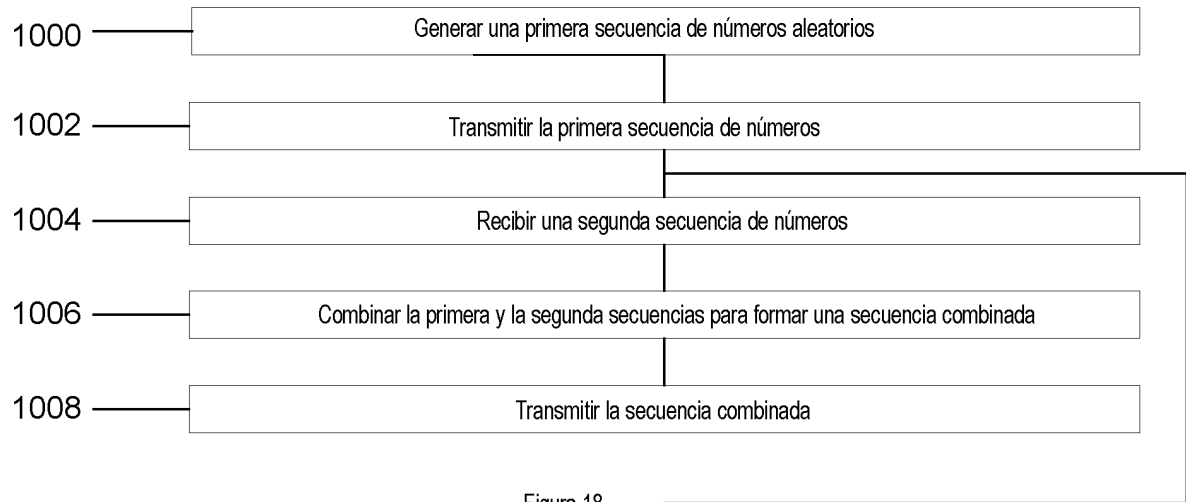 1000 Generar una primera secuencia de números aleatorios
1002 Transmitir la primera secuencia de números
1004 Recibir una segunda secuencia de números
1006 Combinar la primera y la segunda secuencias para formar una secuencia combinada
1008 Transmitir la secuencia combinada
Figura 18